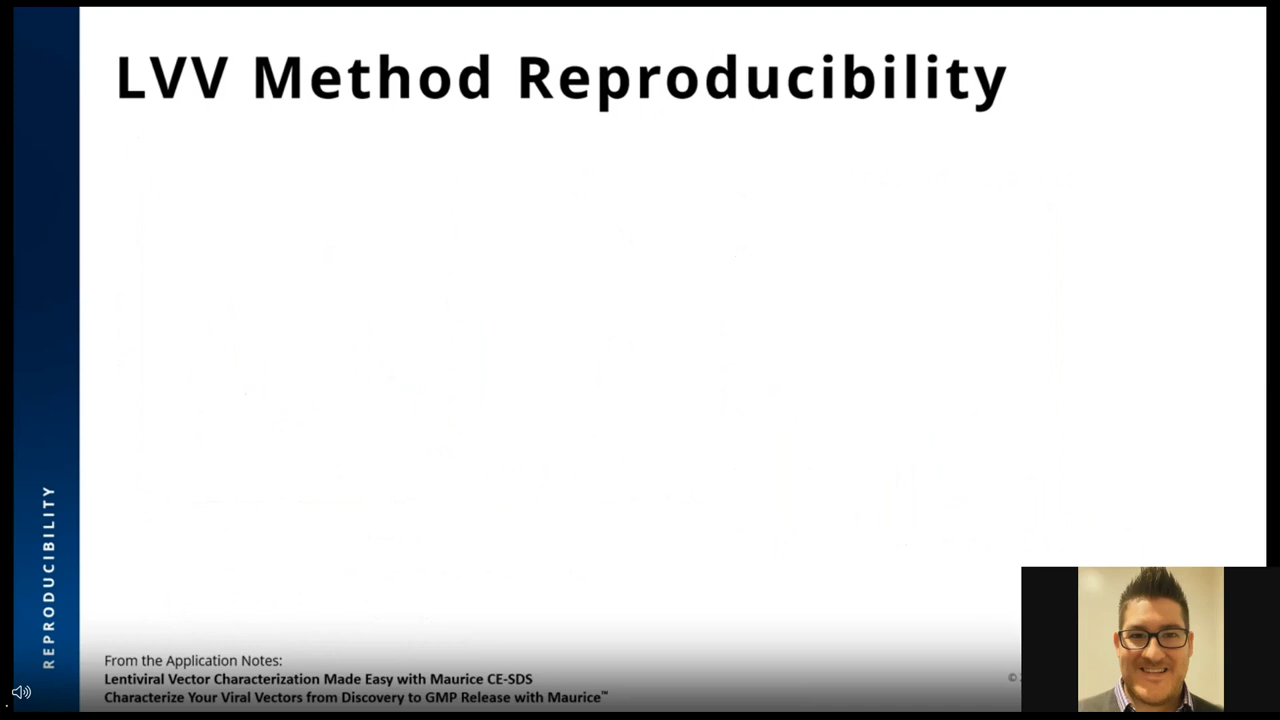 LVV Method Reproducibility
REPRODUCIBILITY
From the Application Notes:
Lentiviral Vector Characterization Made Easy with Maurice CE-SDS
Characterize Your Viral Vectors from Discovery to GMP Release with Maurice™
©